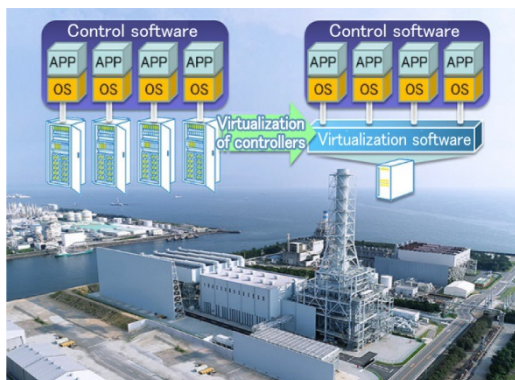 Control software
APP APP APP APP
OS OS OS OS
Virtualization
of controllers
Control software
APP APP APP APP
OS OS OS OS
Virtualization software